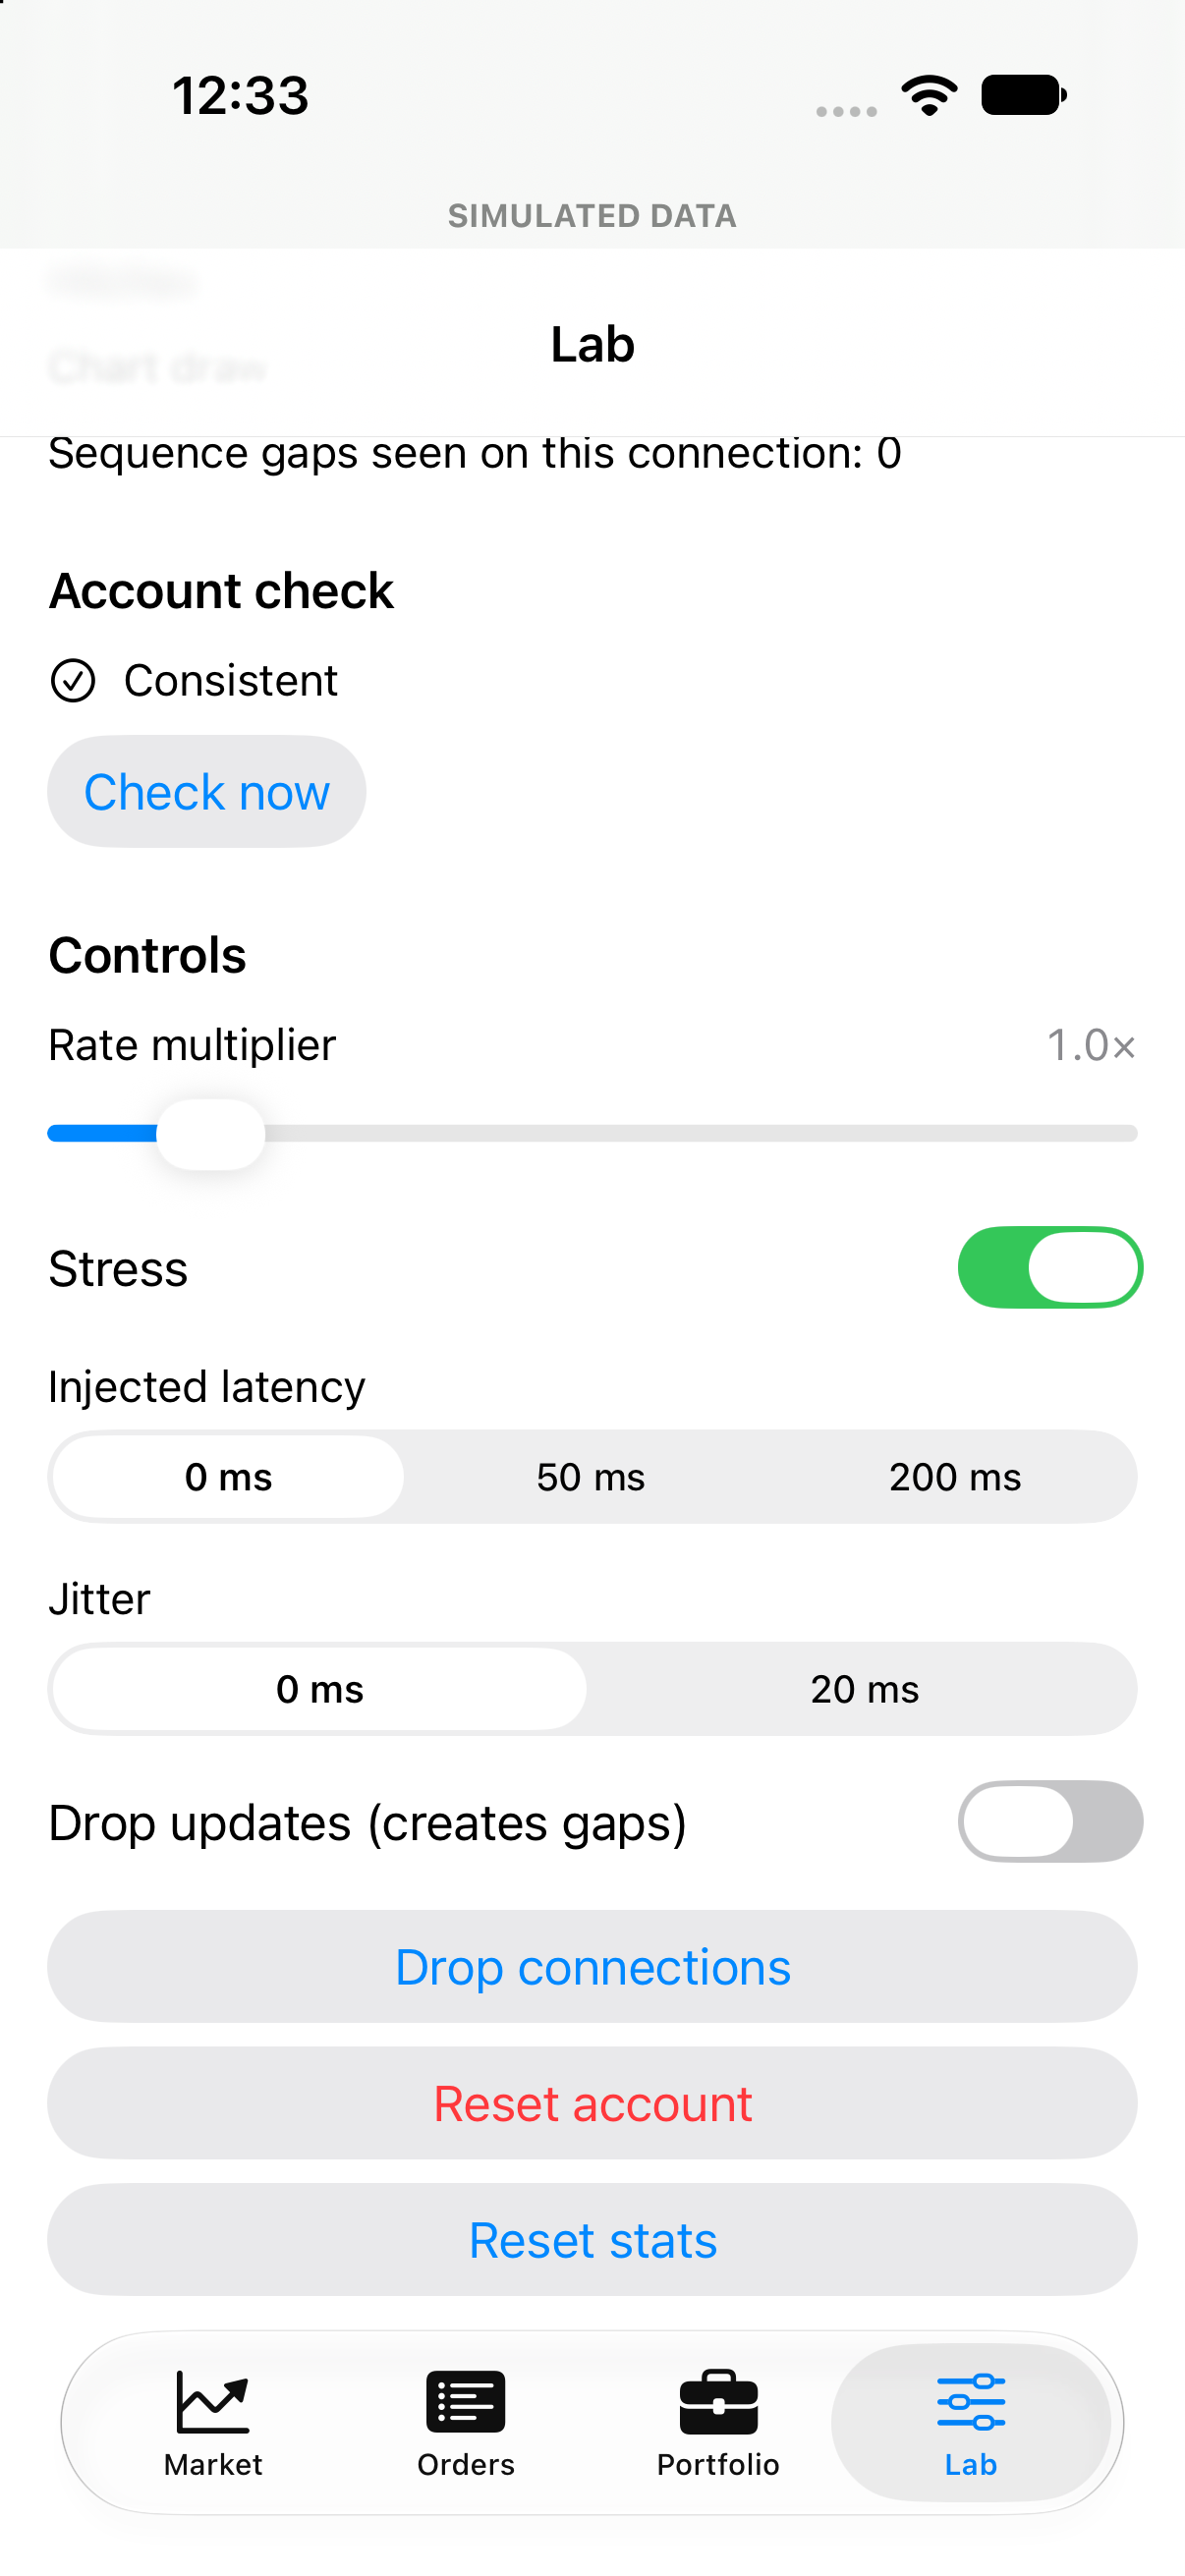 12:33
SIMULATED DATA
Lab
Chart draw
Sequence gaps seen on this connection: 0
Account check
Consistent
Check now
Controls
Rate multiplier 1.0×
Stress
Injected latency
0 ms 50 ms 200 ms
Jitter
0 ms 20 ms
Drop updates (creates gaps)
Drop connections
Reset account
Reset stats
Market Orders Portfolio Lab